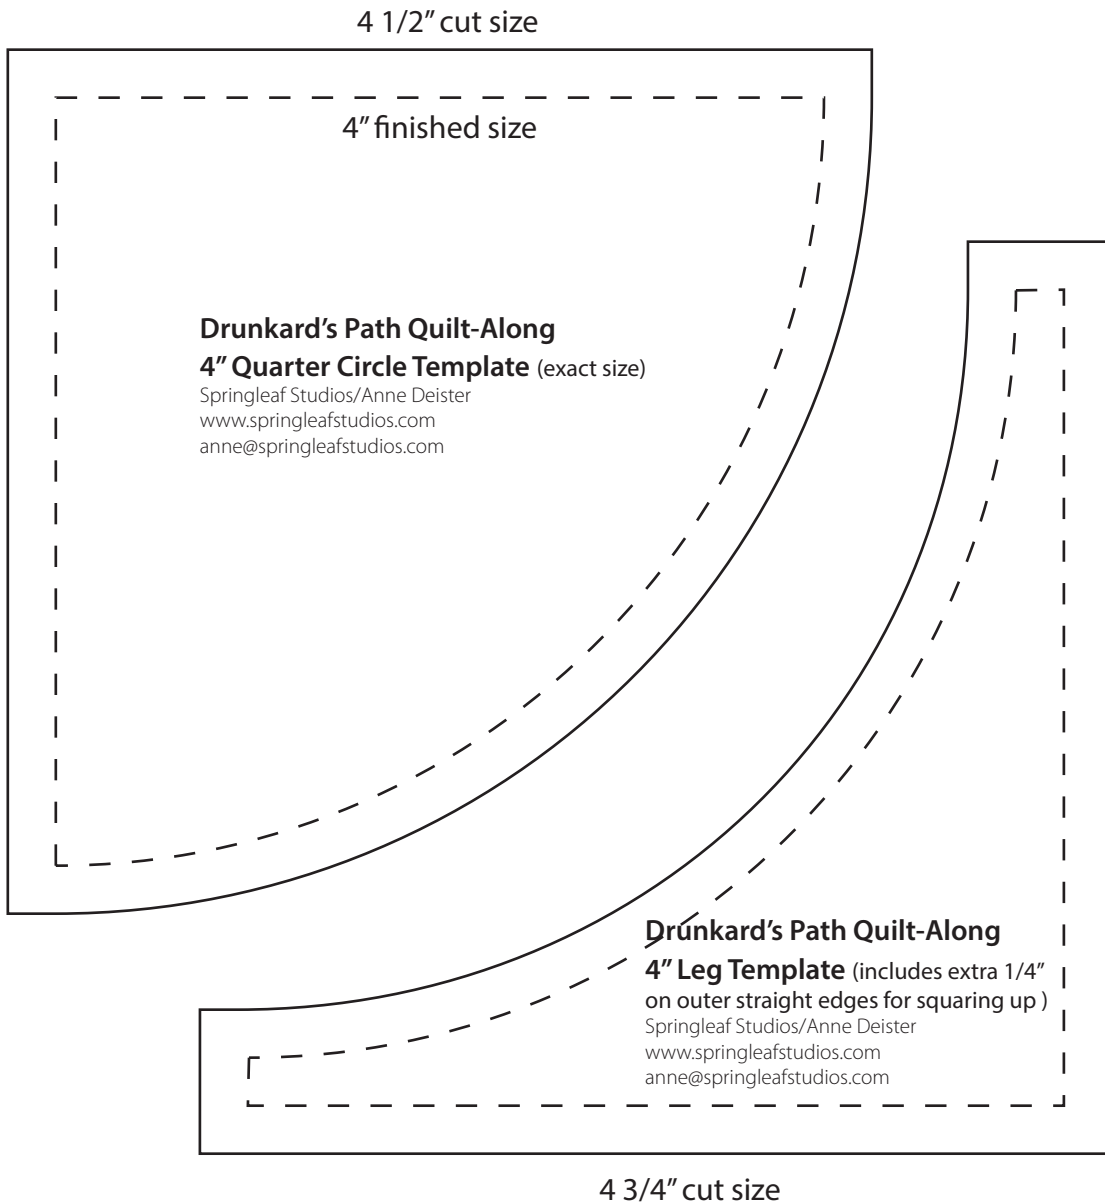 4 1/2” cut size
4” finished size
Drunkard’s Path Quilt-Along
4” Quarter Circle Template (exact size)
Springleaf Studios/Anne Deister
www.springleafstudios.com
anne@springleafstudios.com
Drunkard’s Path Quilt-Along
4” Leg Template (includes extra 1/4”
on outer straight edges for squaring up )
Springleaf Studios/Anne Deister
www.springleafstudios.com
anne@springleafstudios.com
4 3/4” cut size